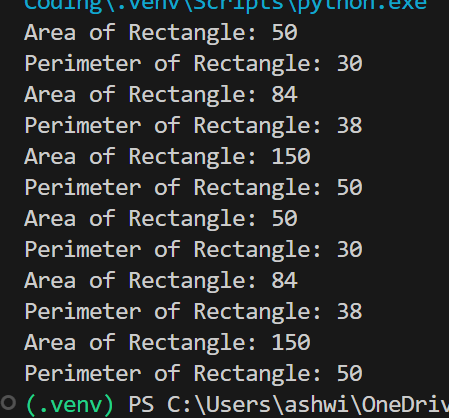 Coding\.venv\Scripts\python.exe
Area of Rectangle: 50
Perimeter of Rectangle: 30
Area of Rectangle: 84
Perimeter of Rectangle: 38
Area of Rectangle: 150
Perimeter of Rectangle: 50
Area of Rectangle: 50
Perimeter of Rectangle: 30
Area of Rectangle: 84
Perimeter of Rectangle: 38
Area of Rectangle: 150
Perimeter of Rectangle: 50
(.venv) PS C:\Users\ashwi\OneDriv